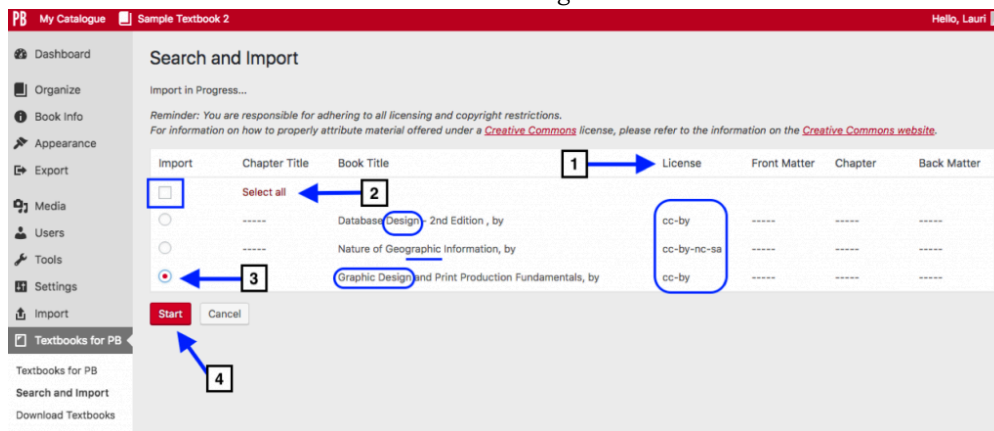 PB My Catalogue Sample Textbook 2 Hello, Lauri
Dashboard
Organize
Book Info
Appearance
Export
Media
Users
Tools
Settings
Import
Textbooks for PB
Textbooks for PB
Search and Import
Download Textbooks
Search and Import
Import in Progress...
Reminder: You are responsible for adhering to all licensing and copyright restrictions.
For information on how to properly attribute material offered under a Creative Commons license, please refer to the information on the Creative Commons website.
Import Chapter Title Book Title 1 License Front Matter Chapter Back Matter
Select all 2
----- Database Design - 2nd Edition , by cc-by ----- ----- -----
----- Nature of Geographic Information, by cc-by-nc-sa ----- ----- -----
3 Graphic Design and Print Production Fundamentals, by cc-by ----- ----- -----
Start Cancel
4